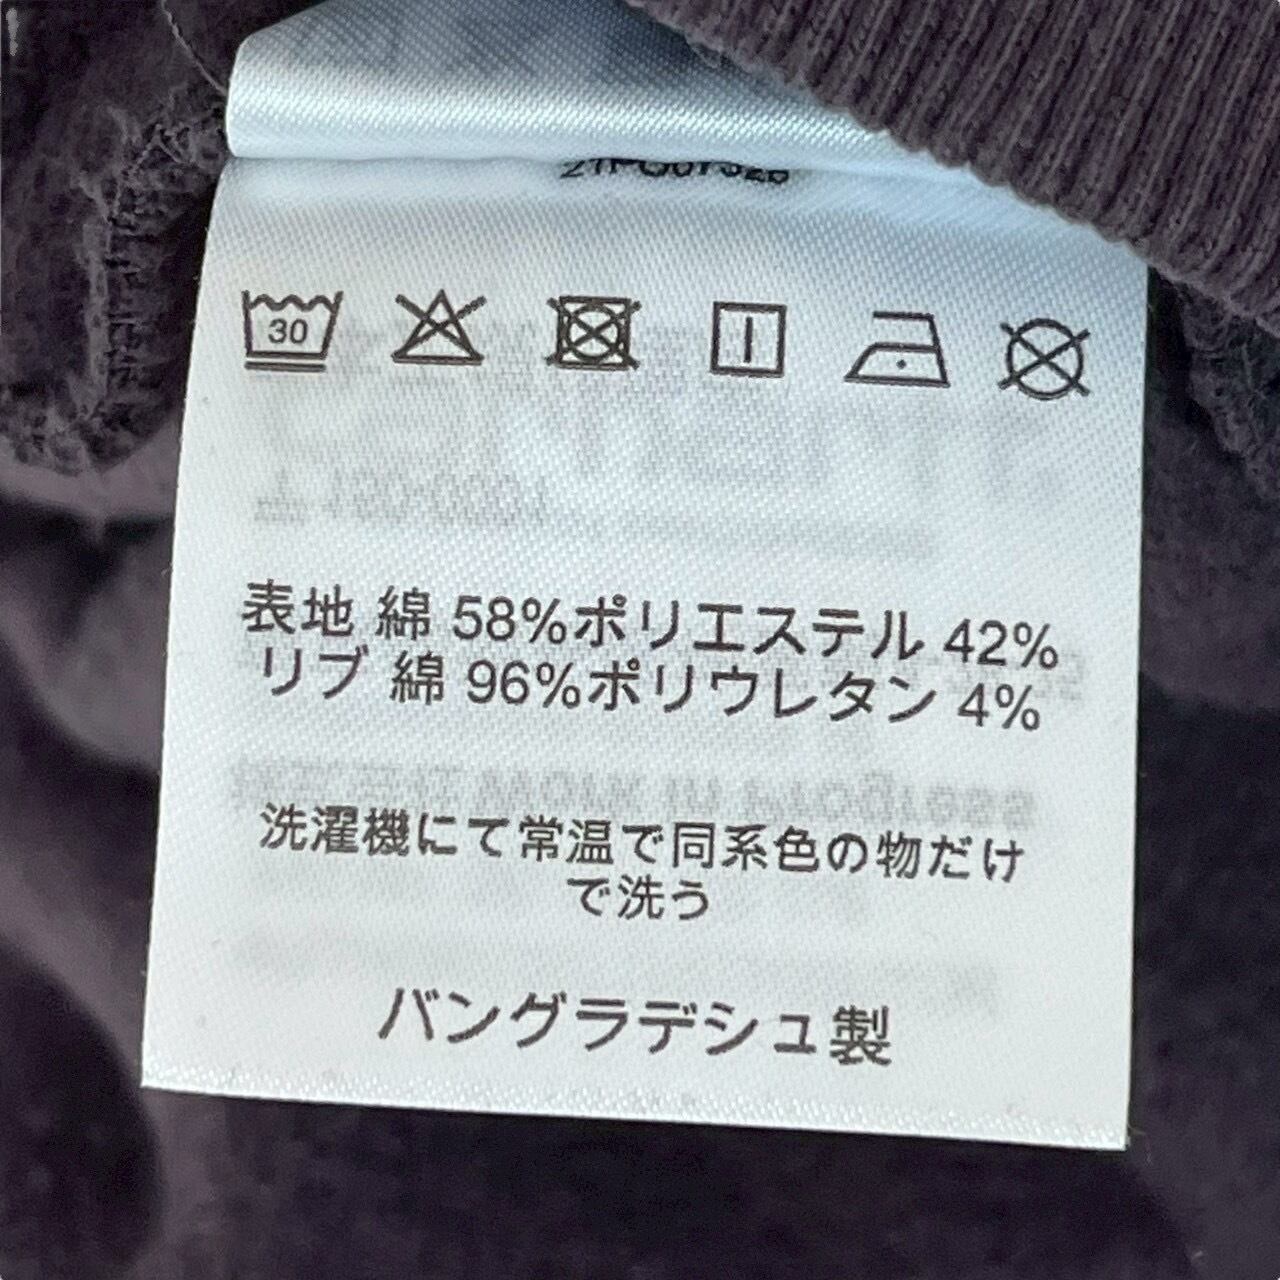 30
表地 綿 58%ポリエステル 42%
リブ 綿 96%ポリウレタン 4%
洗濯機にて常温で同系色の物だけ
で洗う
バングラデシュ製